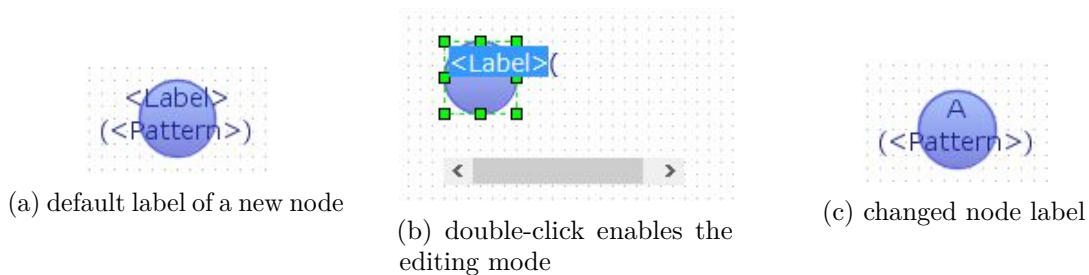 <Label>
(<Pattern>)
(a) default label of a new node
<Label>(
(b) double-click enables the
editing mode
A
(<Pattern>)
(c) changed node label